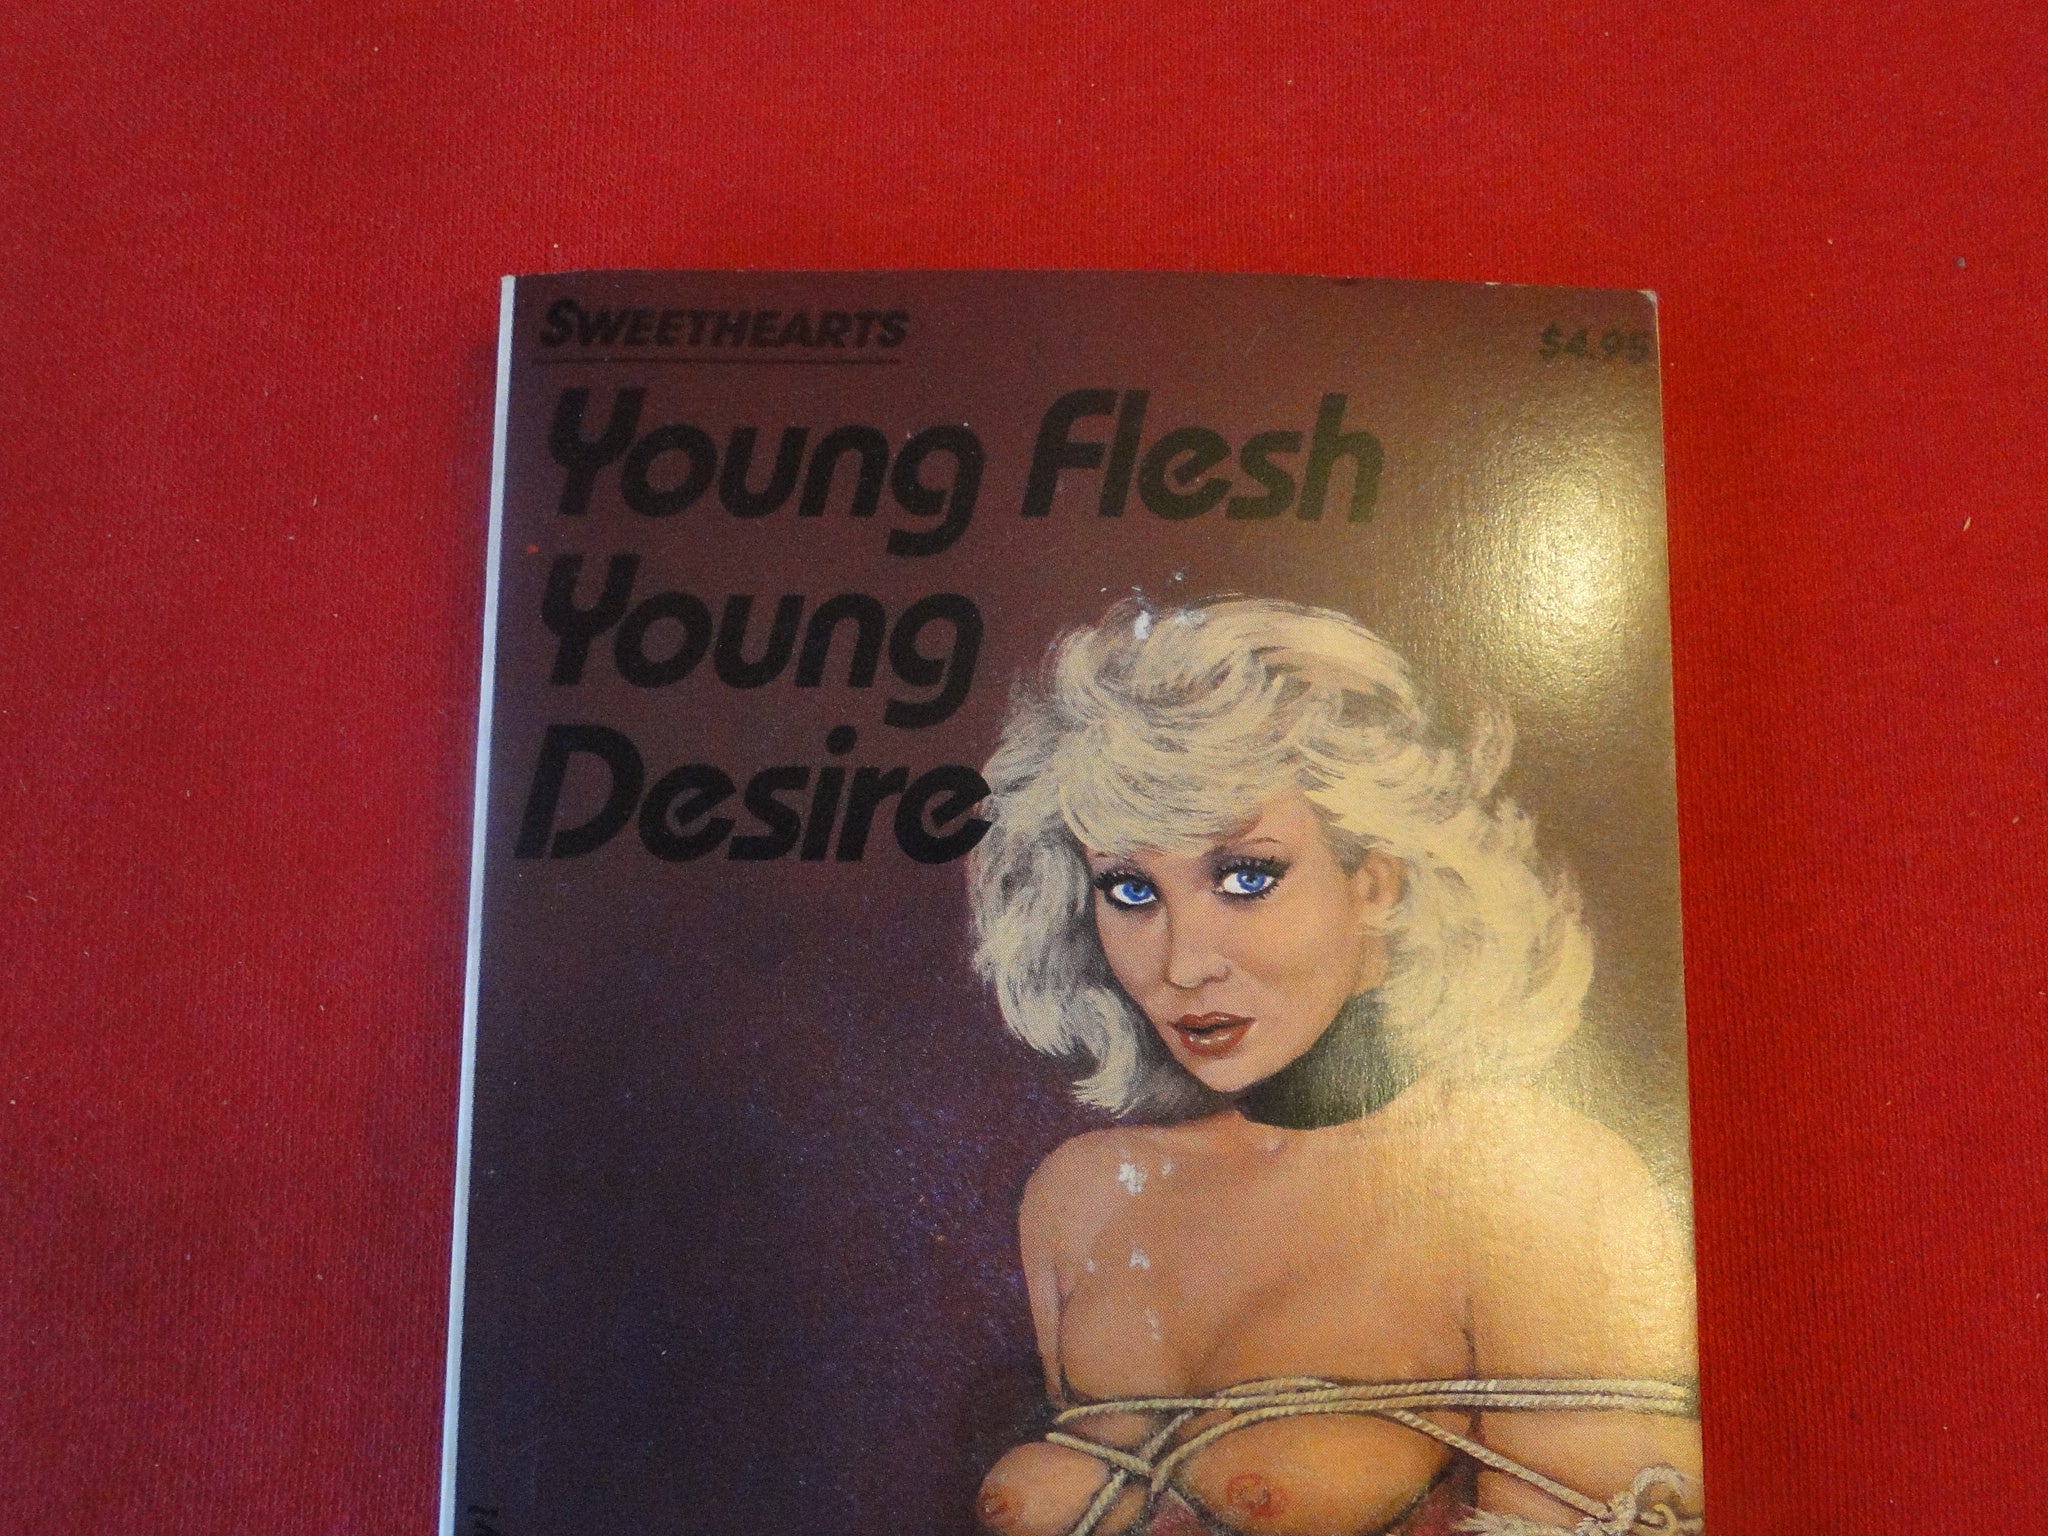 SWEETHEARTS
$4.95
Young Flesh
Young
Desire